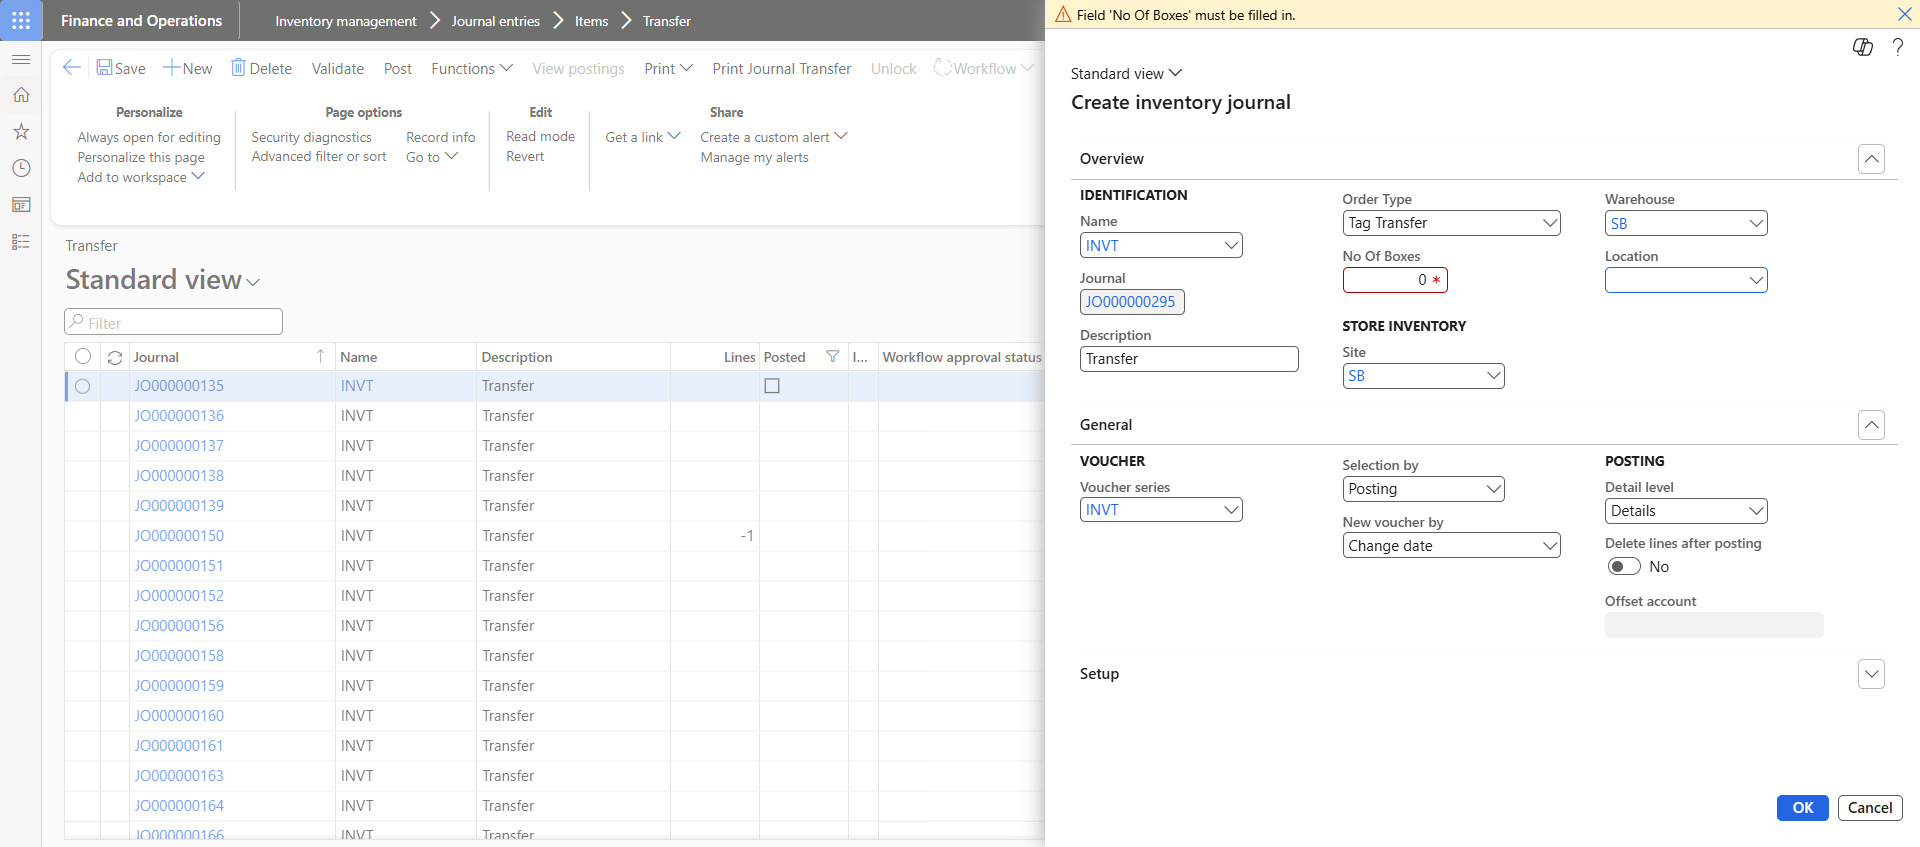 Finance and Operations
Inventory management
Journal entries
Items
Transfer
Field 'No Of Boxes' must be filled in.
Save
New
Delete
Validate
Post
Functions
View postings
Print
Print Journal Transfer
Unlock
Workflow
Personalize
Always open for editing
Personalize this page
Add to workspace
Page options
Security diagnostics
Advanced filter or sort
Record info
Go to
Edit
Read mode
Revert
Get a link
Share
Create a custom alert
Manage my alerts
Transfer
Standard view
Filter
Journal Name Description Lines Posted I... Workflow approval status
JO000000135 INVT Transfer
JO000000136 INVT Transfer
JO000000137 INVT Transfer
JO000000138 INVT Transfer
JO000000139 INVT Transfer
JO000000150 INVT Transfer -1
JO000000151 INVT Transfer
JO000000152 INVT Transfer
JO000000156 INVT Transfer
JO000000158 INVT Transfer
JO000000159 INVT Transfer
JO000000160 INVT Transfer
JO000000161 INVT Transfer
JO000000163 INVT Transfer
JO000000164 INVT Transfer
JO000000166 INVT Transfer
Standard view
Create inventory journal
Overview
IDENTIFICATION
Name
INVT
Journal
JO000000295
Description
Transfer
Order Type
Tag Transfer
No Of Boxes
0 *
STORE INVENTORY
Site
SB
Warehouse
SB
Location
General
VOUCHER
Voucher series
INVT
Selection by
Posting
New voucher by
Change date
POSTING
Detail level
Details
Delete lines after posting
No
Offset account
Setup
OK
Cancel